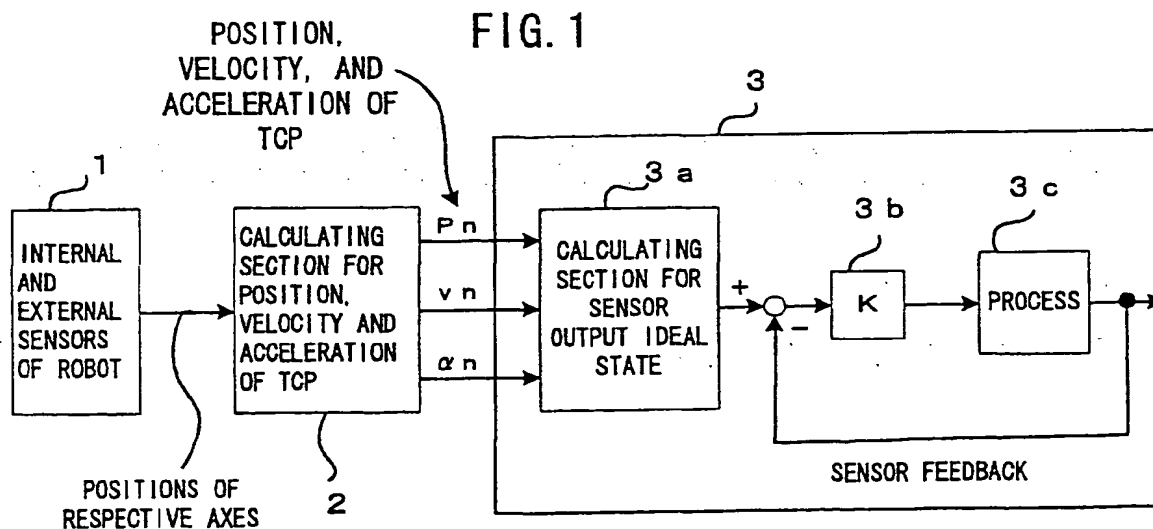 FIG. 1
POSITION,
VELOCITY, AND
ACCELERATION OF
TCP
3
1
3 a
3 b
3 c
INTERNAL
AND
EXTERNAL
SENSORS
OF ROBOT
CALCULATING
SECTION FOR
POSITION,
VELOCITY AND
ACCELERATION
OF TCP
P n
v n
α n
CALCULATING
SECTION FOR
SENSOR
OUTPUT IDEAL
STATE
+
-
K
PROCESS
SENSOR FEEDBACK
2
POSITIONS OF
RESPECTIVE AXES